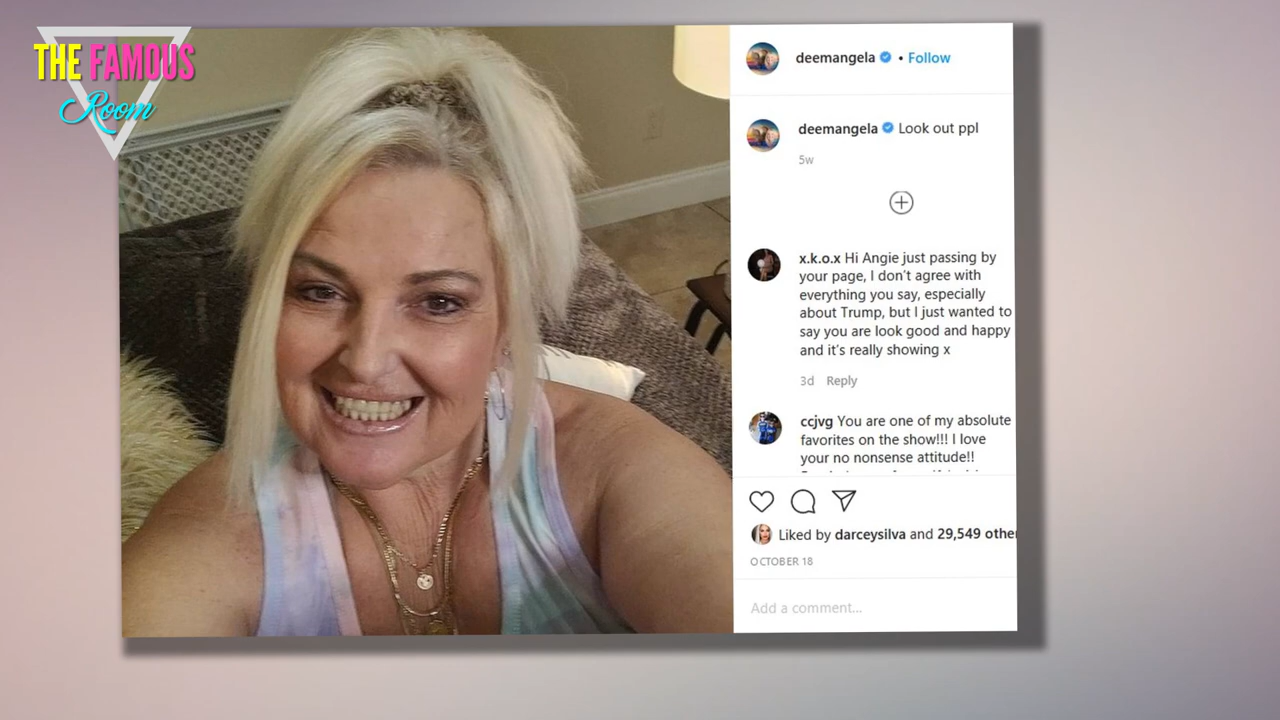 THE FAMOUS
Room
deemangela • Follow
deemangela Look out ppl
5w
x.k.o.x Hi Angie just passing by
your page, I don't agree with
everything you say, especially
about Trump, but I just wanted to
say you are look good and happy
and it's really showing x
3d Reply
ccjvg You are one of my absolute
favorites on the show!!! I love
your no nonsense attitude!!
Liked by darceysilva and 29,549 other
OCTOBER 18
Add a comment...